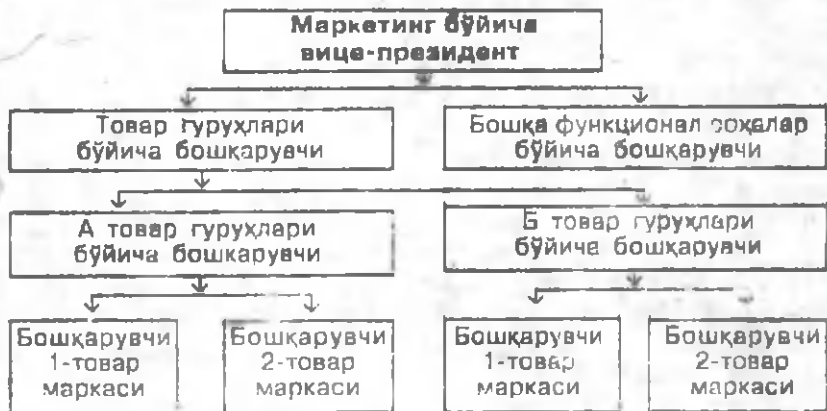 Маркетинг бўйича
вице-президент
Товар гуруҳлари
бўйича бошқарувчи
Бошқа функционал соҳалар
бўйича бошқарувчи
А товар гуруҳлари
бўйича бошкарувчи
Б товар гуруҳлари
бўйича бошқарувчи
Бошқарувчи
1-товар
маркаси
Бошқарувчи
2-товар
маркаси
Бошқарувчи
1-товар
маркаси
Бошқарувчи
2-товар
маркаси